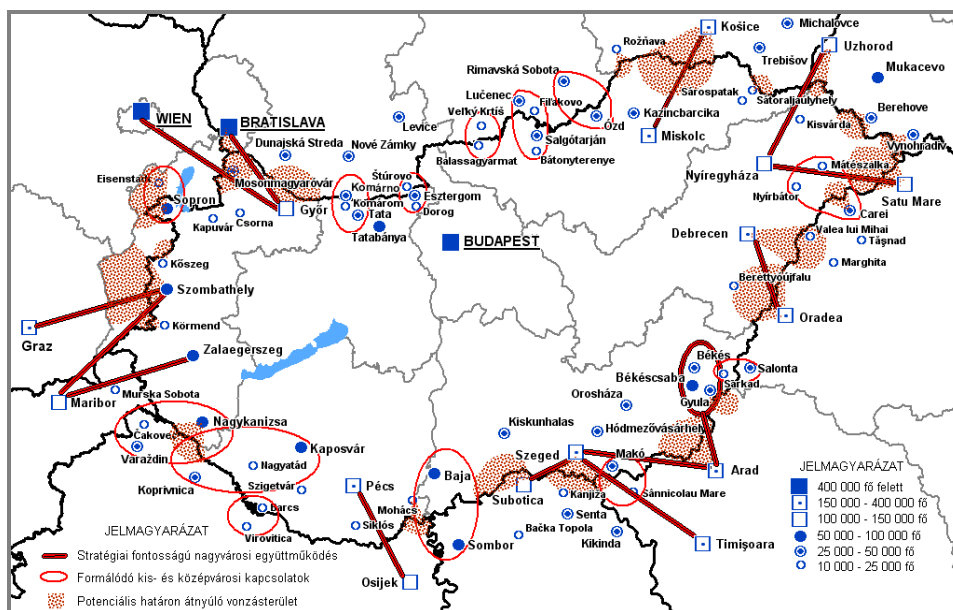 Košice
Michalovce
Uzhorod
Rožňava
Trebišov
Mukacevo
Rimavská Sobota
Sárospatak
Sátoraljaúlyhely
WIEN
BRATISLAVA
Lučenec
Fiľakovo
Kazincbarcika
Berehove
Levice
Veľký Krtíš
Ózd
Kisvárda
Salgótarján
Miskolc
Vynohradiv
Dunajská Streda
Nové Zámky
Balassagyarmat
Bátonyterenye
Eisenstadt
Mosonmagyaróvár
Štúrovo
Nyíregyháza
Mátészalka
Komárno
Esztergom
Nyírbátor
Satu Mare
Sopron
Győr
Komárom
Dorog
Carei
Kapuvár
Csorna
Tata
Tatabánya
BUDAPEST
Debrecen
Valea lui Mihai
Tășnad
Kőszeg
Marghita
Berettyóújfalu
Szombathely
Körmend
Oradea
Graz
Zalaegerszeg
Békés
Salonta
Békéscsaba
Sarkad
Maribor
Murska Sobota
Gyula
Orosháza
Nagykanizsa
Kiskunhalas
Hódmezővásárhely
Čakovec
Varaždin
Kaposvár
Szeged
Makó
Nagyatád
Baja
Arad
Koprivnica
Szigetvár
Pécs
Subotica
Kanjiza
Sânnicolau Mare
Barcs
Mohács
Siklós
Senta
Virovitica
Bačka Topola
Kikinda
Sombor
Timișoara
Osijek
JELMAGYARÁZAT
Stratégiai fontosságú nagyvárosi együttműködés
Formálódó kis- és középvárosi kapcsolatok
Potenciális határon átnyúló vonzásterület
JELMAGYARÁZAT
400 000 fő felett
150 000 - 400 000 fő
100 000 - 150 000 fő
50 000 - 100 000 fő
25 000 - 50 000 fő
10 000 - 25 000 fő